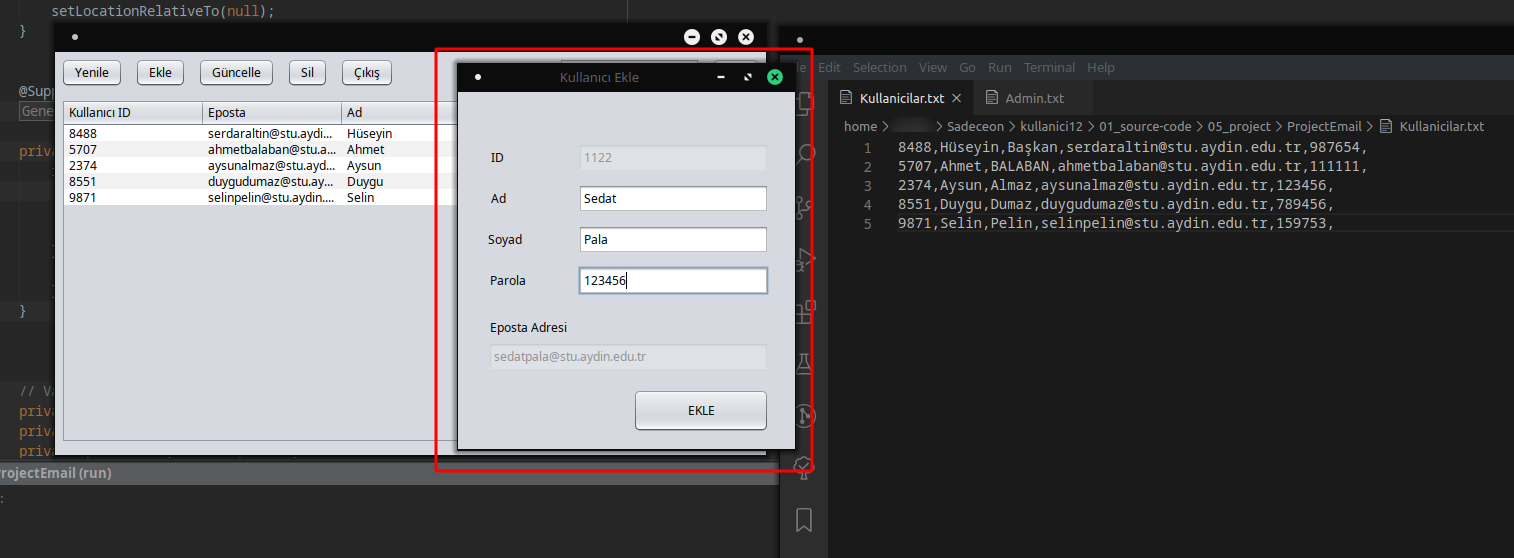 setLocationRelativeTo(null);
}
@Supp
Gene
priva
}
// Va
priva
priva
priva
rojectEmail (run)
:
Yenile Ekle Güncelle Sil Çıkış
Kullanıcı ID Eposta Ad
8488 serdaraltin@stu.aydi... Hüseyin
5707 ahmetbalaban@stu.a... Ahmet
2374 aysunalmaz@stu.ayd... Aysun
8551 duygudumaz@stu.ay... Duygu
9871 selinpelin@stu.aydin.... Selin
Kullanıcı Ekle
ID 1122
Ad Sedat
Soyad Pala
Parola 123456
Eposta Adresi
sedatpala@stu.aydin.edu.tr
EKLE
Edit Selection View Go Run Terminal Help
Kullanicilar.txt Admin.txt
home > > Sadeceon > kullanici12 > 01_source-code > 05_project > ProjectEmail > Kullanicilar.txt
1 8488,Hüseyin,Başkan,serdaraltin@stu.aydin.edu.tr,987654,
2 5707,Ahmet,BALABAN,ahmetbalaban@stu.aydin.edu.tr,111111,
3 2374,Aysun,Almaz,aysunalmaz@stu.aydin.edu.tr,123456,
4 8551,Duygu,Dumaz,duygudumaz@stu.aydin.edu.tr,789456,
5 9871,Selin,Pelin,selinpelin@stu.aydin.edu.tr,159753,